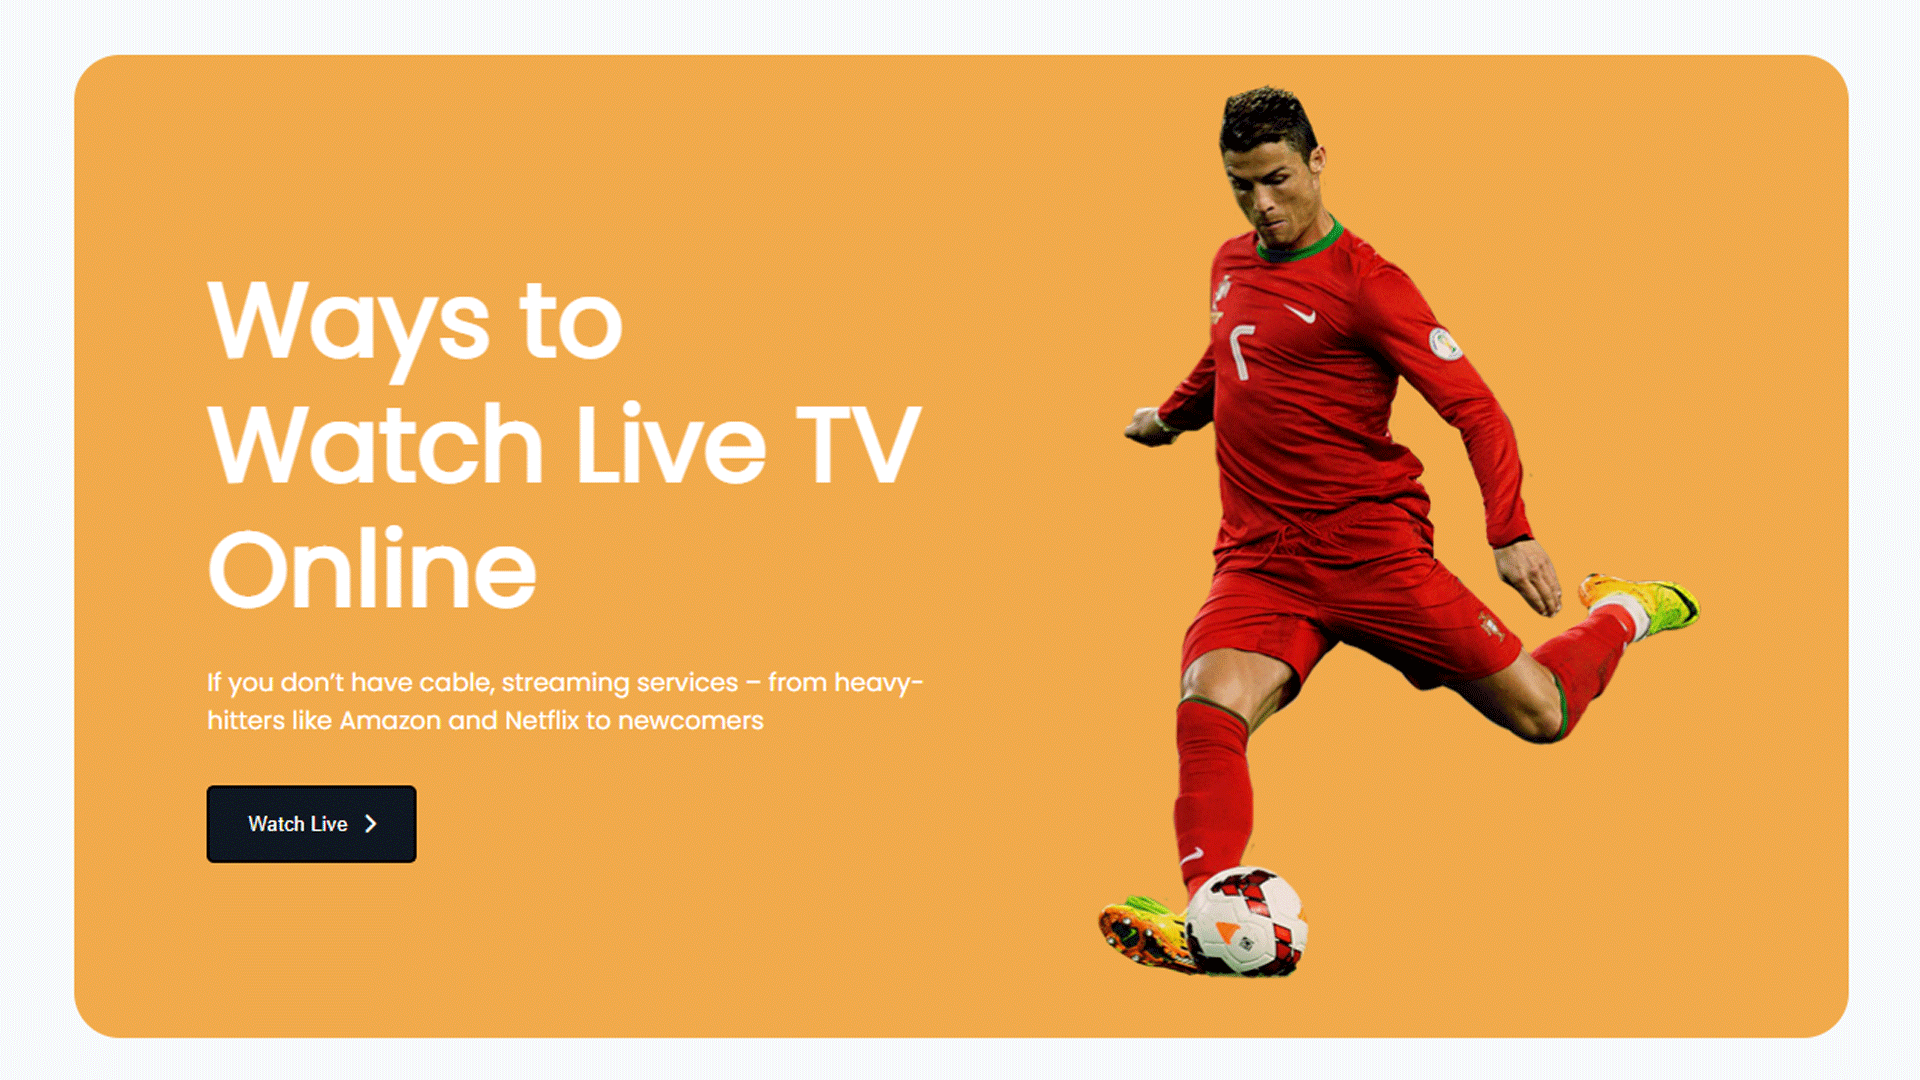 Ways to
Watch Live TV
Online
If you don’t have cable, streaming services – from heavy-
hitters like Amazon and Netflix to newcomers
Watch Live
7